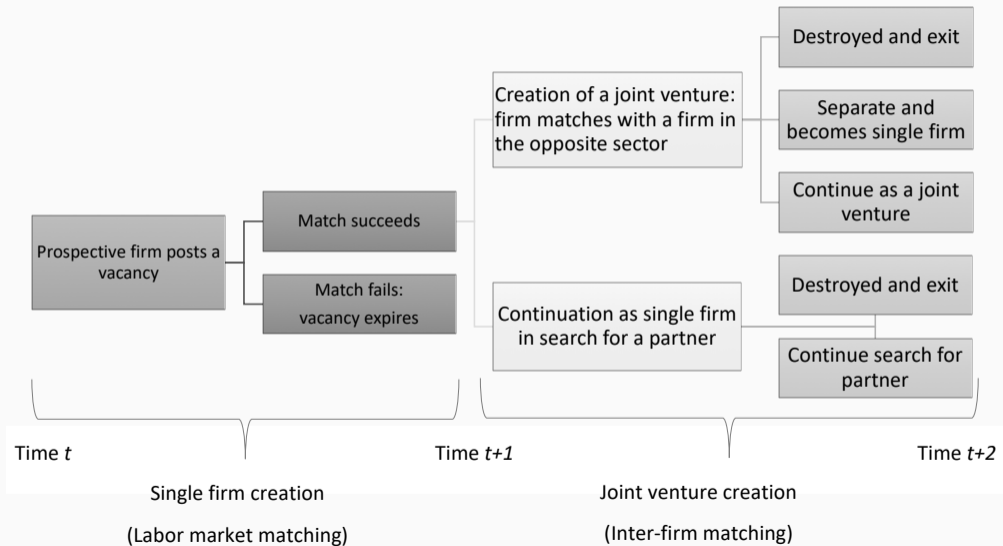 Prospective firm posts a
vacancy
Match succeeds
Match fails:
vacancy expires
Creation of a joint venture:
firm matches with a firm in
the opposite sector
Continuation as single firm
in search for a partner
Destroyed and exit
Separate and
becomes single firm
Continue as a joint
venture
Destroyed and exit
Continue search for
partner
Time t
Time t+1
Time t+2
Single firm creation
(Labor market matching)
Joint venture creation
(Inter-firm matching)